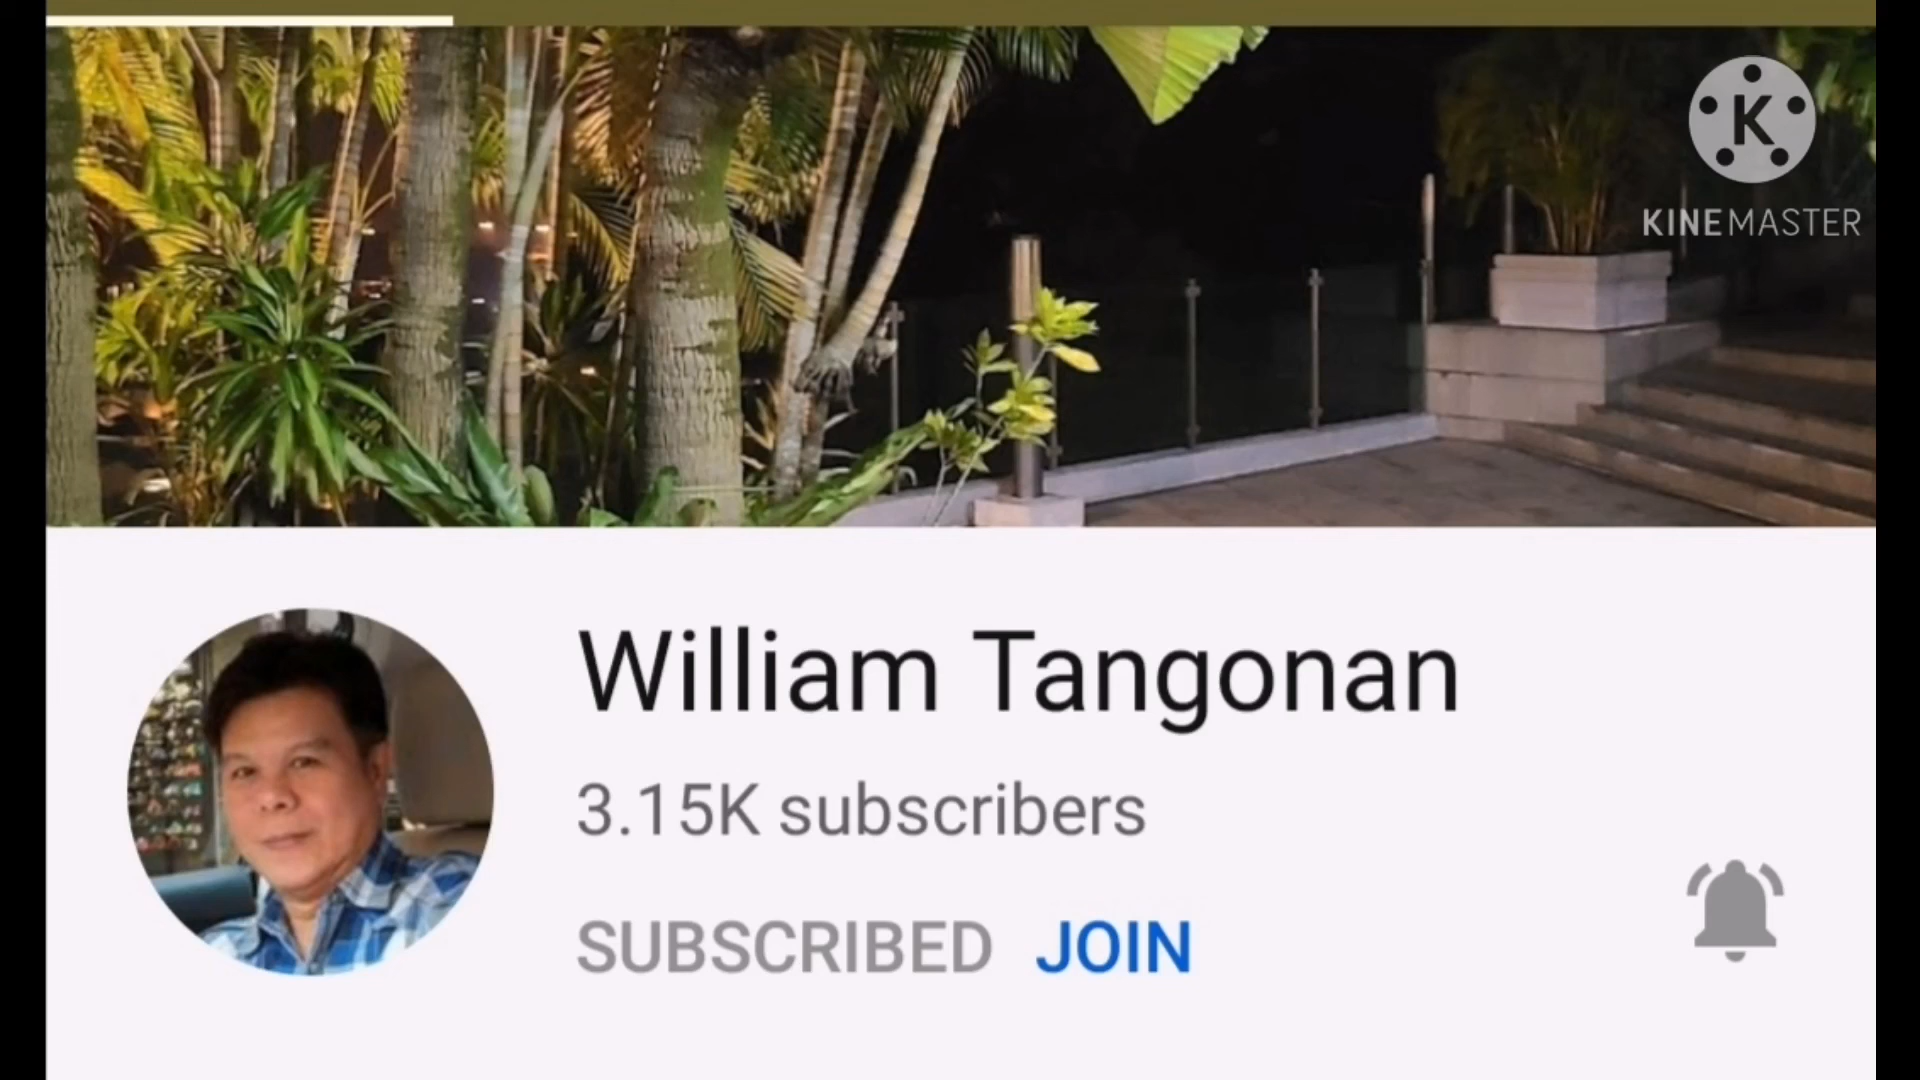 K
KINEMASTER
William Tangonan
3.15K subscribers
SUBSCRIBED JOIN